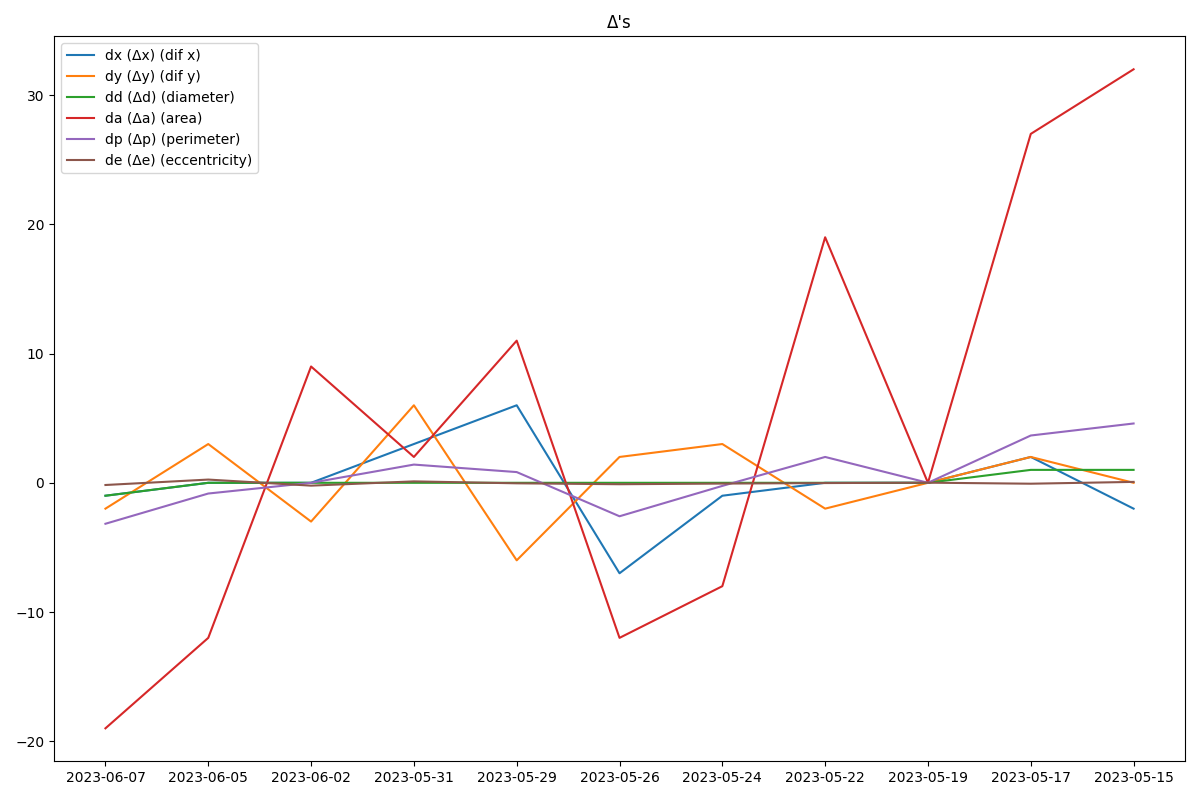 Δ's
dx (Δx) (dif x)
dy (Δy) (dif y)
dd (Δd) (diameter)
da (Δa) (area)
dp (Δp) (perimeter)
de (Δe) (eccentricity)
30
20
10
0
−10
−20
2023-06-07 2023-06-05 2023-06-02 2023-05-31 2023-05-29 2023-05-26 2023-05-24 2023-05-22 2023-05-19 2023-05-17 2023-05-15